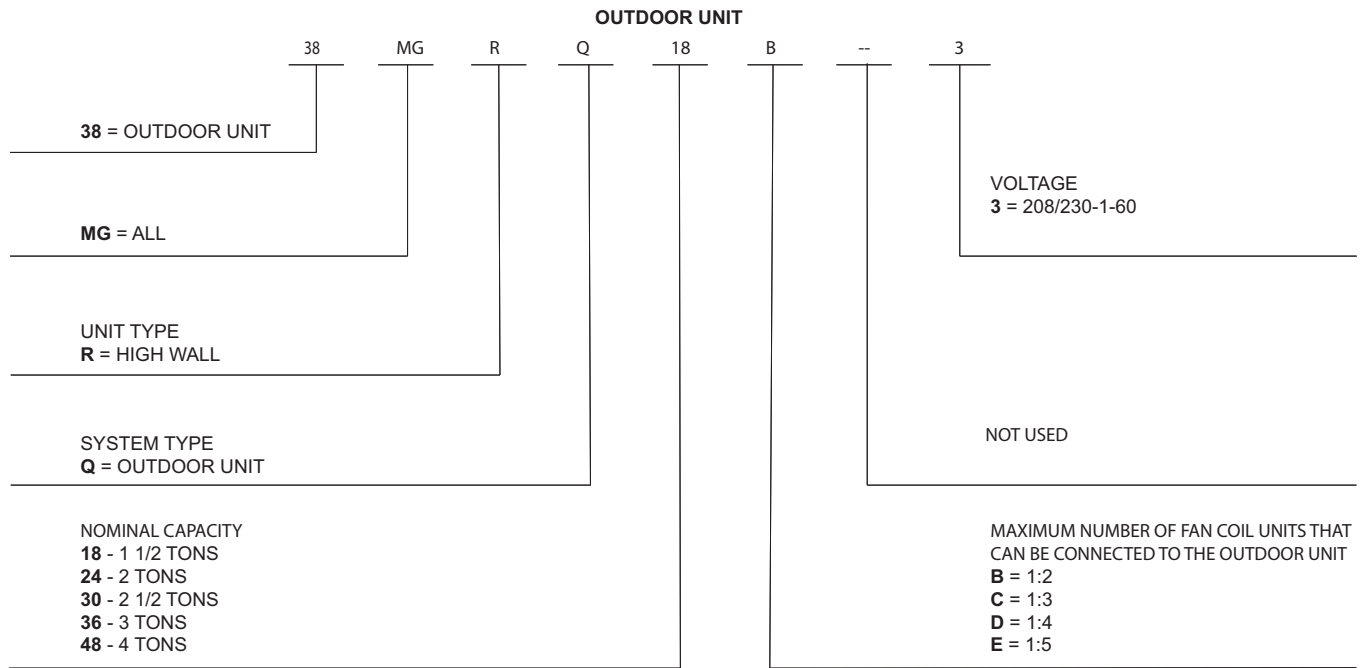 OUTDOOR UNIT
38 MG R Q 18 B -- 3
38 = OUTDOOR UNIT
MG = ALL
UNIT TYPE
R = HIGH WALL
SYSTEM TYPE
Q = OUTDOOR UNIT
NOMINAL CAPACITY
18 - 1 1/2 TONS
24 - 2 TONS
30 - 2 1/2 TONS
36 - 3 TONS
48 - 4 TONS
VOLTAGE
3 = 208/230-1-60
NOT USED
MAXIMUM NUMBER OF FAN COIL UNITS THAT
CAN BE CONNECTED TO THE OUTDOOR UNIT
B = 1:2
C = 1:3
D = 1:4
E = 1:5